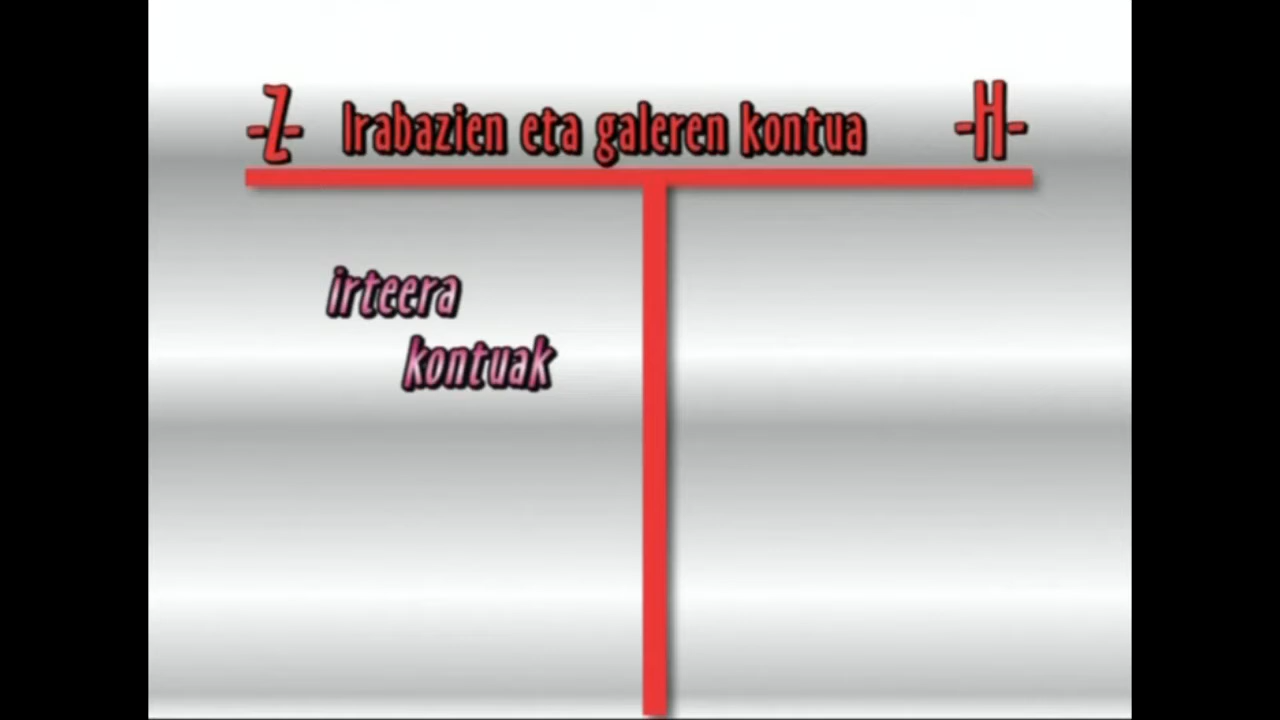 -Z- Irabazien eta galeren kontua -H-
irteera
kontuak